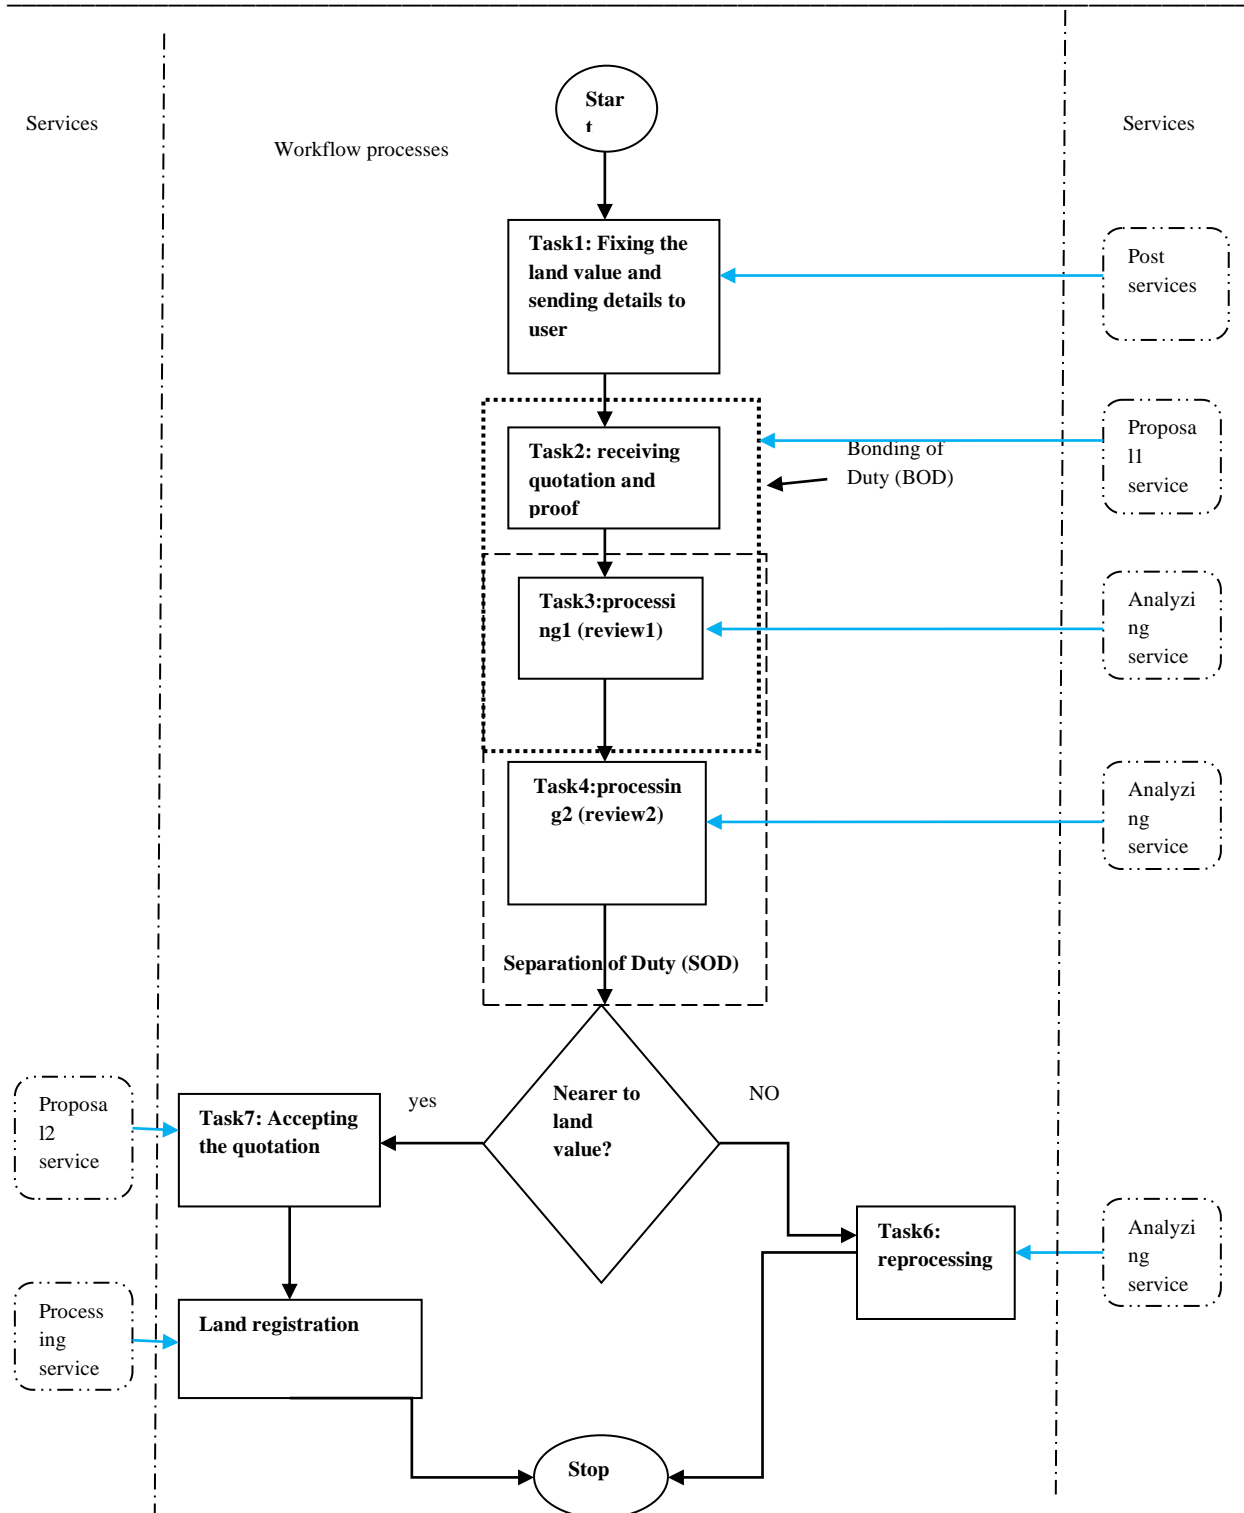 Star
t
Services
Services
Workflow processes
Task1: Fixing the
land value and
sending details to
user
Post
services
Proposa
l1
service
Bonding of
Duty (BOD)
Task2: receiving
quotation and
proof
Task3:processi
ng1 (review1)
Analyzi
ng
service
Task4:processin
g2 (review2)
Analyzi
ng
service
Separation of Duty (SOD)
Nearer to
land
value?
yes
NO
Proposa
l2
service
Task7: Accepting
the quotation
Task6:
reprocessing
Analyzi
ng
service
Process
ing
service
Land registration
Stop